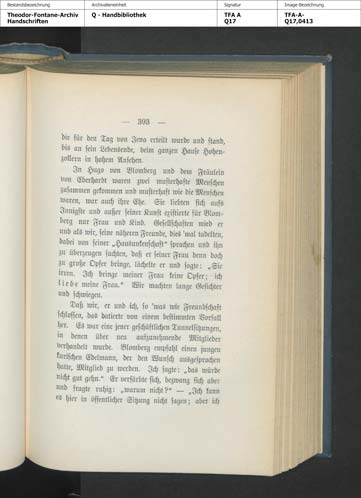 Bestandsbezeichnung
Archivalieneinheit
Signatur
Image-Bezeichnung
Theodor-Fontane-Archiv
Handschriften
Q - Handbibliothek
TFA A
Q17
TFA-A-
Q17,0413
— 393 —
die für den Tag von Jena erteilt wurde und stand,
bis an sein Lebensende, beim ganzen Hause Hohen-
zollern in hohem Ansehen.
In Hugo von Blomberg und dem Fräulein
von Eberhardt waren zwei musterhafte Menschen
zusammen gekommen und musterhaft wie die Menschen
waren, war auch ihre Ehe. Sie liebten sich aufs
Innigste und außer seiner Kunst existierte für Blom-
berg nur Frau und Kind. Gesellschaften mied er
und als wir, seine näheren Freunde, dies 'mal tadelten,
dabei von seiner „Haus unkenschaft" sprachen und ihn
zu überzeugen suchten, daß er seiner Frau denn doch
zu große Opfer bringe, lächelte er und sagte: „Sie
irren. Ich bringe meiner Frau keine Opfer; ich
liebe meine Frau." Wir machten lange Gesichter
und schwiegen.
Daß wir, er und ich, so 'was wie Freundschaft
schlossen, das datierte von einem bestimmten Vorfall
her. Es war eine jener geschäftlichen Tunnelsitzungen,
in denen über neu aufzunehmende Mitglieder
verhandelt wurde. Blomberg empfahl einen jungen
kurischen Edelmann, der den Wunsch ausgesprochen
hatte, Mitglied zu werden. Ich sagte: „das würde
nicht gut gehn." Er verfärbte sich, bezwang sich aber
und fragte ruhig: „warum nicht?" — „Ich kann
es hier in öffentlicher Sitzung nicht sagen; aber ich